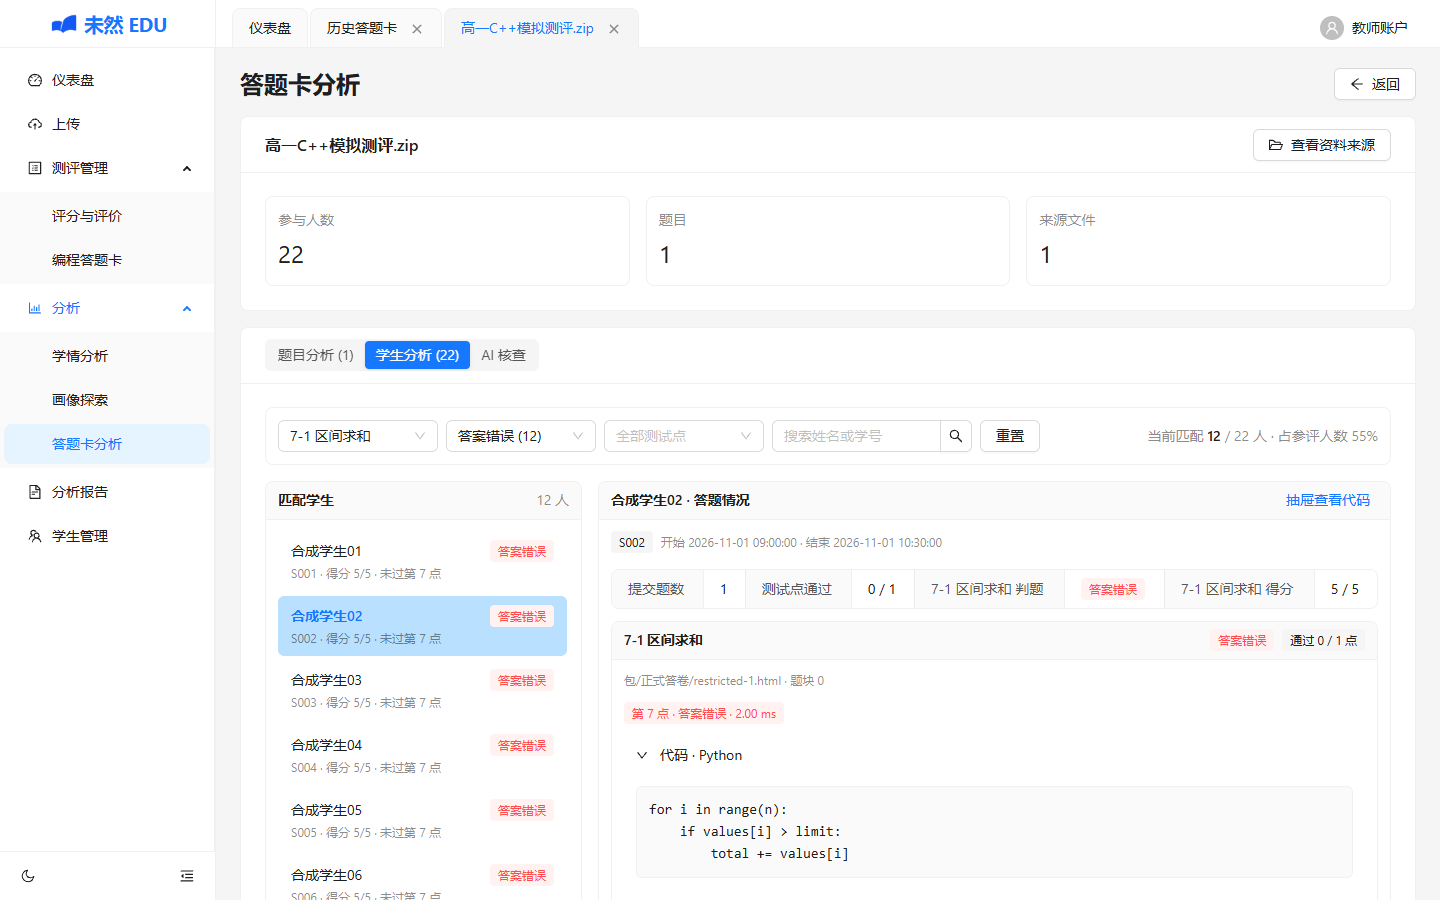 未然 EDU
仪表盘
历史答题卡
高一C++模拟测评.zip
教师账户
仪表盘
上传
测评管理
评分与评价
编程答题卡
分析
学情分析
画像探索
答题卡分析
分析报告
学生管理
答题卡分析
返回
高一C++模拟测评.zip
查看资料来源
参与人数
22
题目
1
来源文件
1
题目分析 (1)
学生分析 (22)
AI 核查
7-1 区间求和
答案错误 (12)
全部测试点
搜索姓名或学号
重置
当前匹配 12 / 22 人 · 占参评人数 55%
匹配学生
12 人
合成学生01
答案错误
S001 · 得分 5/5 · 未过第 7 点
合成学生02
答案错误
S002 · 得分 5/5 · 未过第 7 点
合成学生03
答案错误
S003 · 得分 5/5 · 未过第 7 点
合成学生04
答案错误
S004 · 得分 5/5 · 未过第 7 点
合成学生05
答案错误
S005 · 得分 5/5 · 未过第 7 点
合成学生06
答案错误
S006 · 得分 5/5 · 未过第 7 点
合成学生02 · 答题情况
抽屉查看代码
S002
开始 2026-11-01 09:00:00 · 结束 2026-11-01 10:30:00
提交题数
1
测试点通过
0 / 1
7-1 区间求和 判题
答案错误
7-1 区间求和 得分
5 / 5
7-1 区间求和
答案错误
通过 0 / 1 点
包/正式答卷/restricted-1.html · 题块 0
第 7 点 · 答案错误 · 2.00 ms
代码 · Python
for i in range(n):
    if values[i] > limit:
        total += values[i]